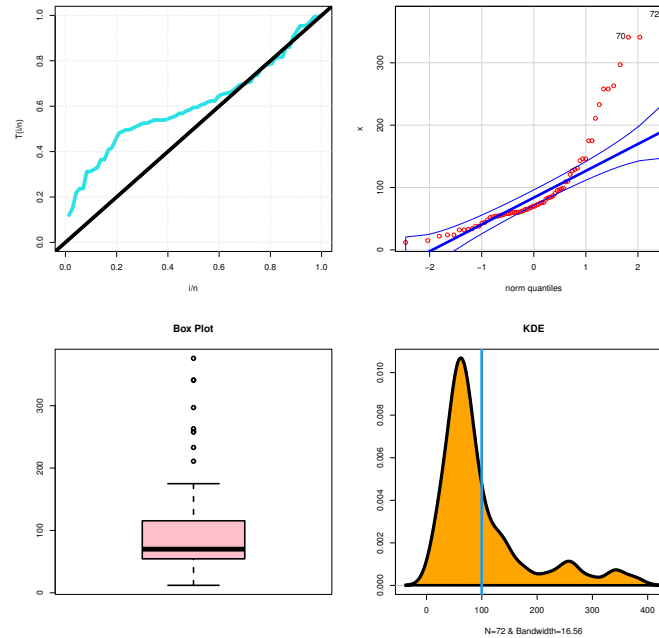 T(i/n)
0.0 0.2 0.4 0.6 0.8 1.0
0.0 0.2 0.4 0.6 0.8 1.0
i/n
x
0 100 200 300
70
72
-2 -1 0 1 2
norm quantiles
Box Plot
0 100 200 300
KDE
0.000 0.002 0.004 0.006 0.008 0.010
0 100 200 300 400
N=72 & Bandwidth=16.56